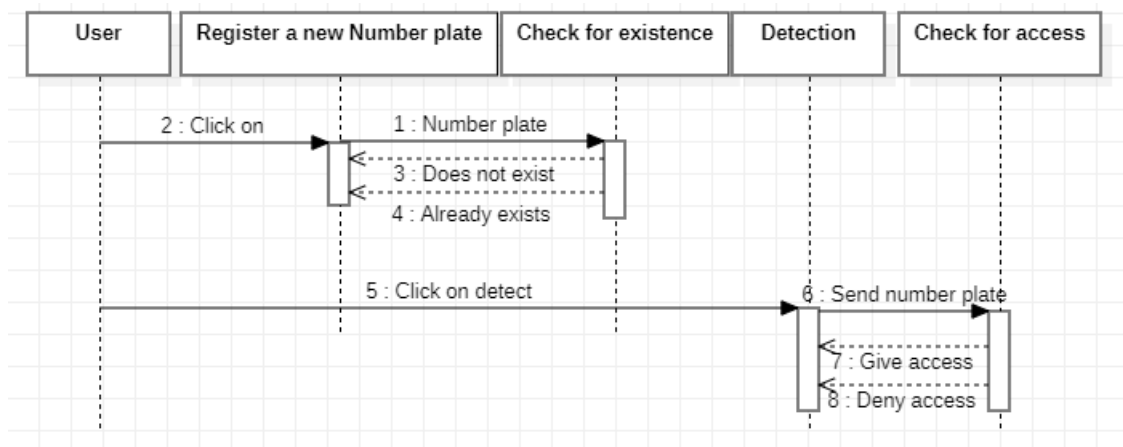 User
Register a new Number plate
Check for existence
Detection
Check for access
2 : Click on
1 : Number plate
3 : Does not exist
4 : Already exists
5 : Click on detect
6 : Send number plate
7 : Give access
8 : Deny access